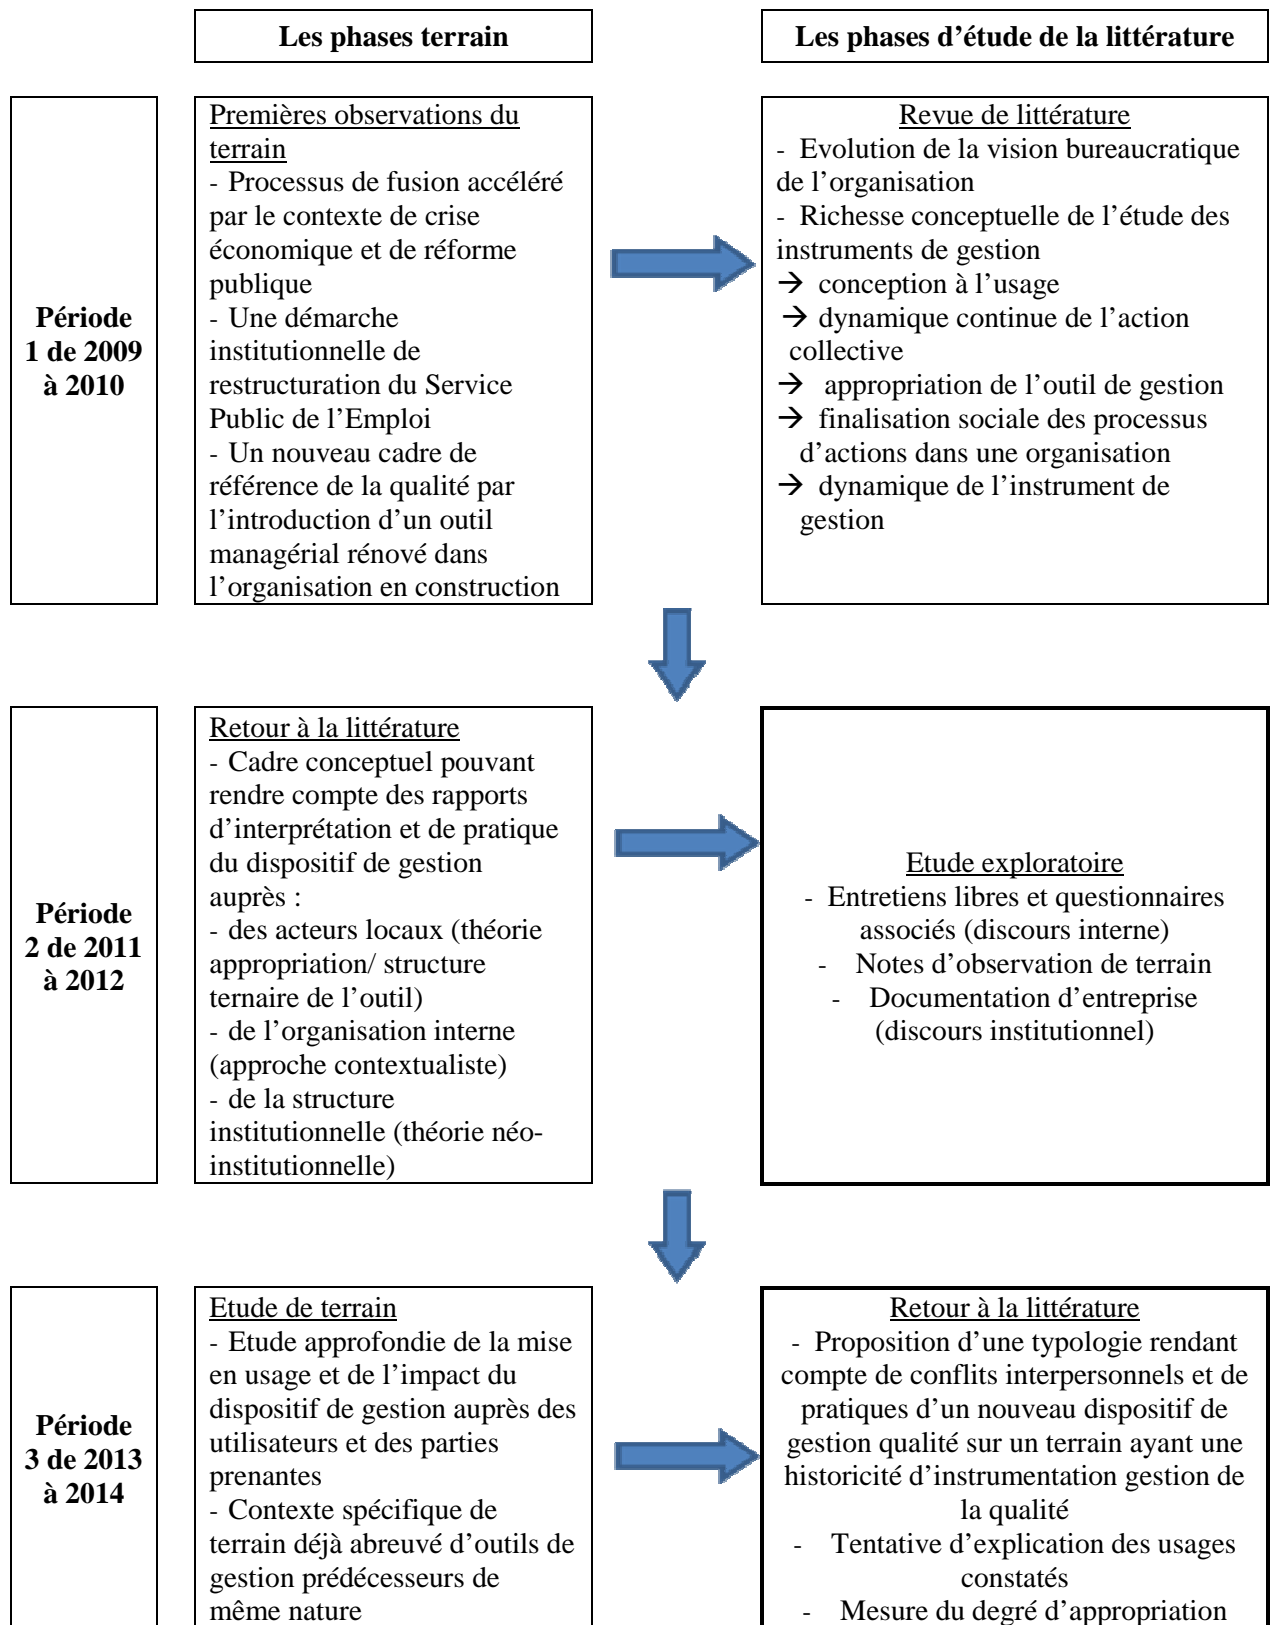 Les phases terrain
Les phases d’étude de la littérature
Période
1 de 2009
à 2010
Premières observations du
terrain
- Processus de fusion accéléré
par le contexte de crise
économique et de réforme
publique
- Une démarche
institutionnelle de
restructuration du Service
Public de l’Emploi
- Un nouveau cadre de
référence de la qualité par
l’introduction d’un outil
managérial rénové dans
l’organisation en construction
Revue de littérature
- Evolution de la vision bureaucratique
de l’organisation
- Richesse conceptuelle de l’étude des
instruments de gestion
→ conception à l’usage
→ dynamique continue de l’action
collective
→ appropriation de l’outil de gestion
→ finalisation sociale des processus
d’actions dans une organisation
→ dynamique de l’instrument de
gestion
Période
2 de 2011
à 2012
Retour à la littérature
- Cadre conceptuel pouvant
rendre compte des rapports
d’interprétation et de pratique
du dispositif de gestion
auprès :
- des acteurs locaux (théorie
appropriation/ structure
ternaire de l’outil)
- de l’organisation interne
(approche contextualiste)
- de la structure
institutionnelle (théorie néo-
institutionnelle)
Etude exploratoire
- Entretiens libres et questionnaires
associés (discours interne)
- Notes d’observation de terrain
- Documentation d’entreprise
(discours institutionnel)
Période
3 de 2013
à 2014
Etude de terrain
- Etude approfondie de la mise
en usage et de l’impact du
dispositif de gestion auprès des
utilisateurs et des parties
prenantes
- Contexte spécifique de
terrain déjà abreuvé d’outils de
gestion prédécesseurs de
même nature
Retour à la littérature
- Proposition d’une typologie rendant
compte de conflits interpersonnels et de
pratiques d’un nouveau dispositif de
gestion qualité sur un terrain ayant une
historicité d’instrumentation gestion de
la qualité
- Tentative d’explication des usages
constatés
- Mesure du degré d’appropriation